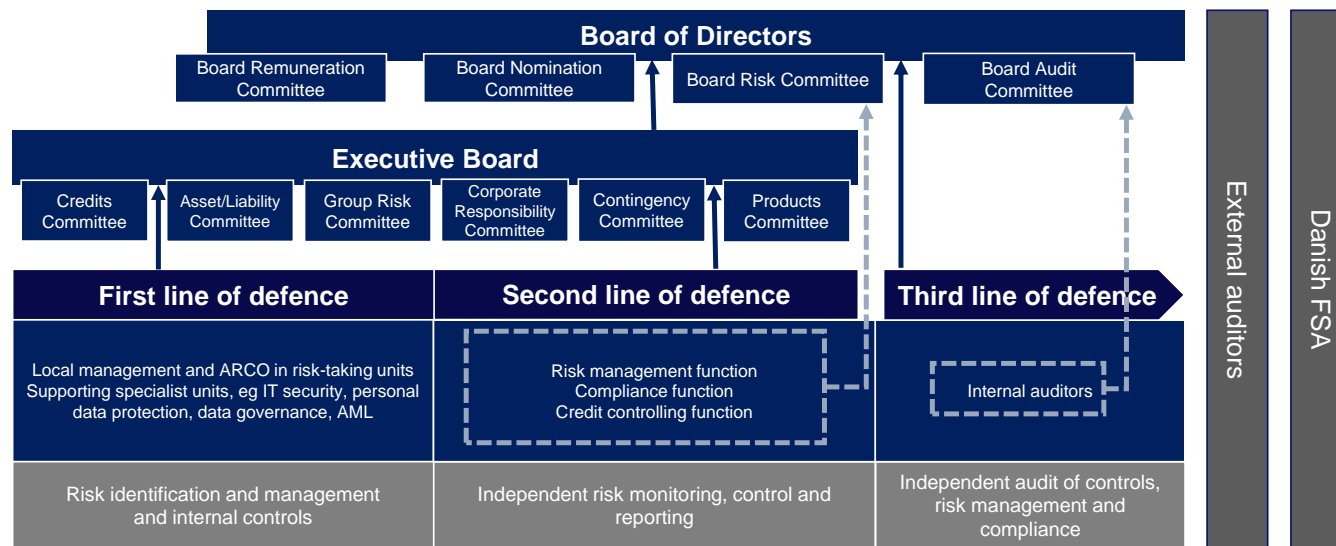 Board of Directors
Board Remuneration
Committee
Board Nomination
Committee
Board Risk Committee
Board Audit
Committee
Executive Board
Credits
Committee
Asset/Liability
Committee
Group Risk
Committee
Corporate
Responsibility
Committee
Contingency
Committee
Products
Committee
First line of defence
Second line of defence
Third line of defence
Local management and ARCO in risk-taking units
Supporting specialist units, eg IT security, personal
data protection, data governance, AML
Risk management function
Compliance function
Credit controlling function
Internal auditors
Risk identification and management
and internal controls
Independent risk monitoring, control and
reporting
Independent audit of controls,
risk management and
compliance
External auditors
Danish FSA